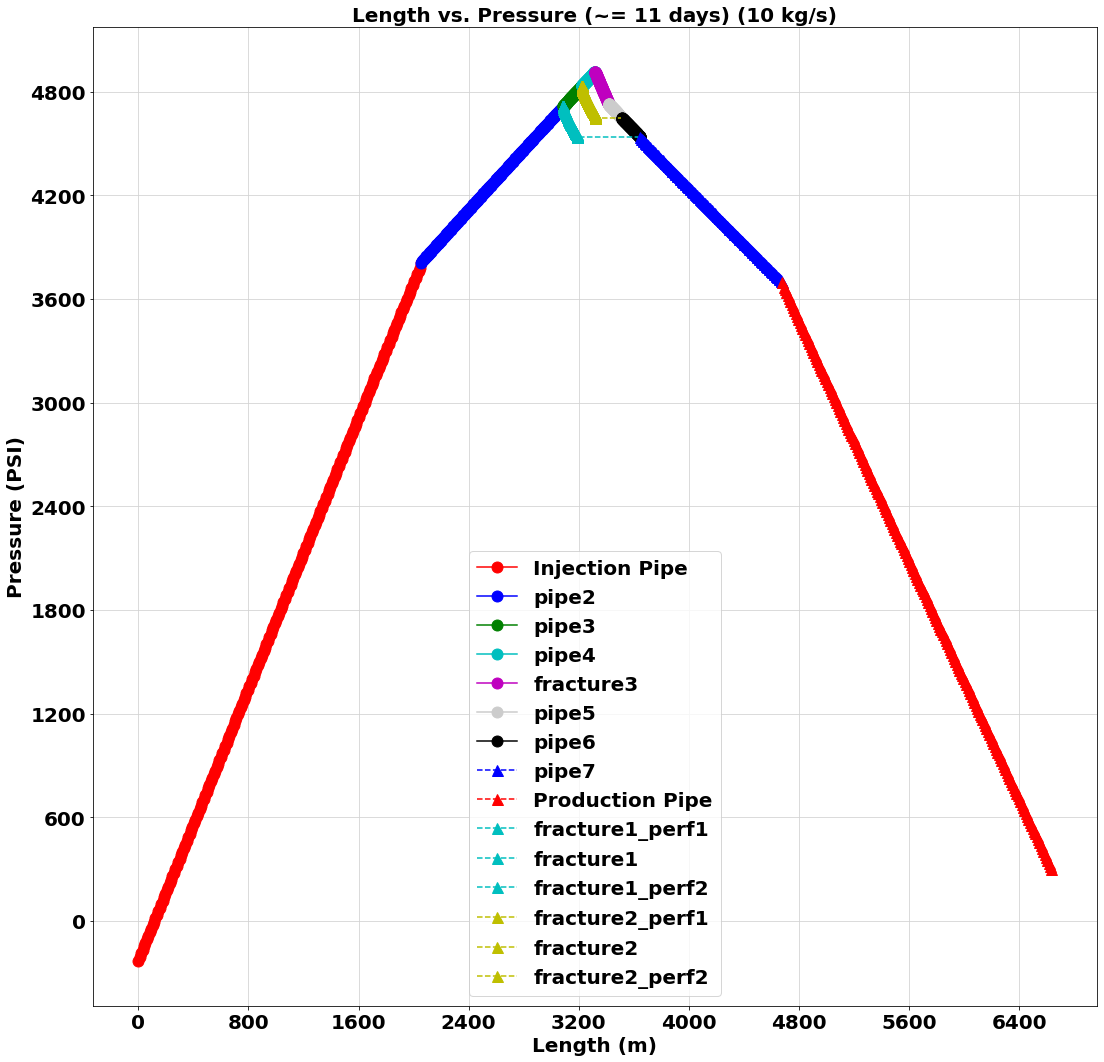 Length vs. Pressure (~= 11 days) (10 kg/s)
Pressure (PSI)
4800
4200
3600
3000
2400
1800
1200
600
0
Injection Pipe
pipe2
pipe3
pipe4
fracture3
pipe5
pipe6
pipe7
Production Pipe
fracture1_perf1
fracture1
fracture1_perf2
fracture2_perf1
fracture2
fracture2_perf2
0 800 1600 2400 3200 4000 4800 5600 6400
Length (m)